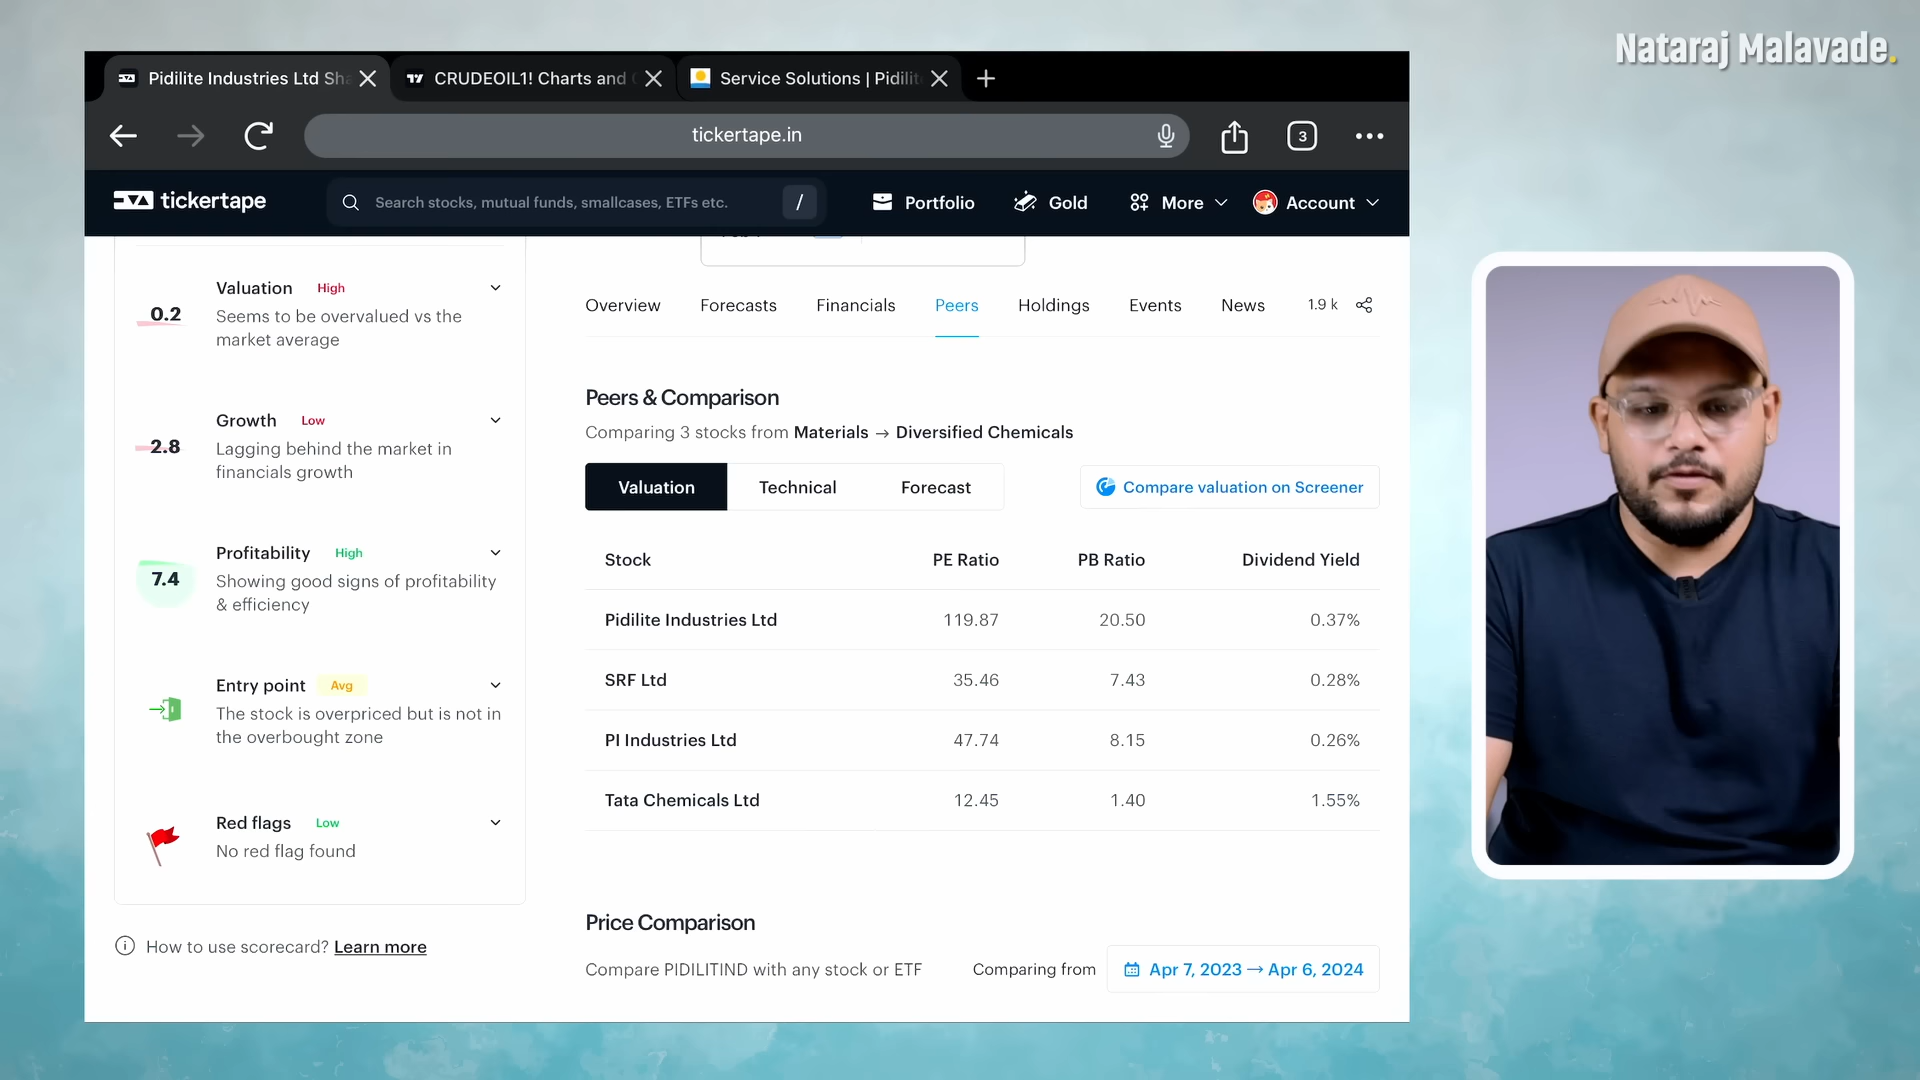 Nataraj Malavade.
Pidilite Industries Ltd Sha
CRUDEOIL1! Charts and
Service Solutions | Pidilit
tickertape.in
3
tickertape
Search stocks, mutual funds, smallcases, ETFs etc.
/
Portfolio
Gold
More
Account
Valuation High
0.2
Seems to be overvalued vs the
market average
Growth Low
2.8
Lagging behind the market in
financials growth
Profitability High
7.4
Showing good signs of profitability
& efficiency
Entry point Avg
The stock is overpriced but is not in
the overbought zone
Red flags Low
No red flag found
How to use scorecard? Learn more
Overview Forecasts Financials Peers Holdings Events News 1.9 k
Peers & Comparison
Comparing 3 stocks from Materials → Diversified Chemicals
Valuation Technical Forecast
Compare valuation on Screener
Stock PE Ratio PB Ratio Dividend Yield
Pidilite Industries Ltd 119.87 20.50 0.37%
SRF Ltd 35.46 7.43 0.28%
PI Industries Ltd 47.74 8.15 0.26%
Tata Chemicals Ltd 12.45 1.40 1.55%
Price Comparison
Compare PIDILITIND with any stock or ETF
Comparing from Apr 7, 2023 → Apr 6, 2024